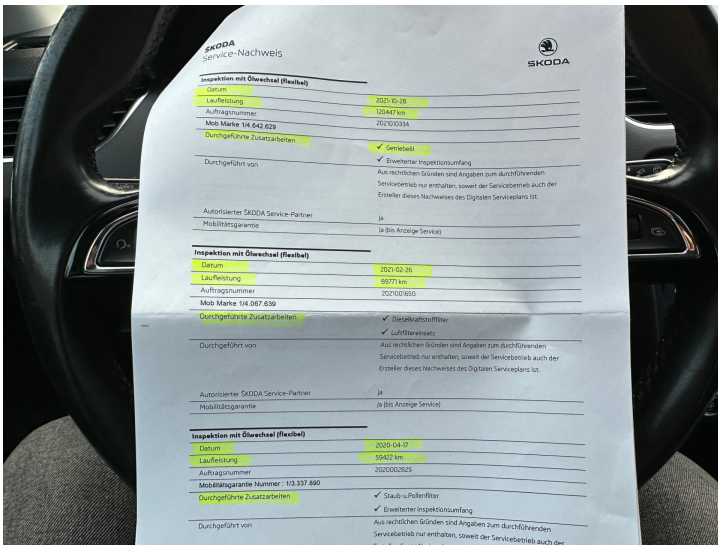 ŠKODA
Service-Nachweis
ŠKODA
Inspektion mit Ölwechsel (flexibel)
Datum 2021-10-28
Laufleistung 120447 km
Auftragsnummer 2021010334
Mob Marke 1/4.642.629
Durchgeführte Zusatzarbeiten ✓ Getriebeöl
✓ Erweiterter Inspektionsumfang
Durchgeführt von Aus rechtlichen Gründen sind Angaben zum durchführenden
Servicebetrieb nur enthalten, soweit der Servicebetrieb auch der
Ersteller dieses Nachweises des Digitalen Serviceplans ist.
Autorisierter ŠKODA Service-Partner Ja
Mobilitätsgarantie Ja (bis Anzeige Service)
Inspektion mit Ölwechsel (flexibel)
Datum 2021-02-26
Laufleistung 89771 km
Auftragsnummer 2021001650
Mob Marke 1/4.067.639
Durchgeführte Zusatzarbeiten ✓ Dieselkraftstofffilter
✓ Luftfiltereinsatz
Durchgeführt von Aus rechtlichen Gründen sind Angaben zum durchführenden
Servicebetrieb nur enthalten, soweit der Servicebetrieb auch der
Ersteller dieses Nachweises des Digitalen Serviceplans ist.
Autorisierter ŠKODA Service-Partner Ja
Mobilitätsgarantie Ja (bis Anzeige Service)
Inspektion mit Ölwechsel (flexibel)
Datum 2020-04-17
Laufleistung 59422 km
Auftragsnummer 2020002825
Mobilitätsgarantie Nummer : 1/3.337.890
Durchgeführte Zusatzarbeiten ✓ Staub-u.Pollenfilter
✓ Erweiterter Inspektionsumfang
Durchgeführt von Aus rechtlichen Gründen sind Angaben zum durchführenden
Servicebetrieb nur enthalten, soweit der Servicebetrieb auch der